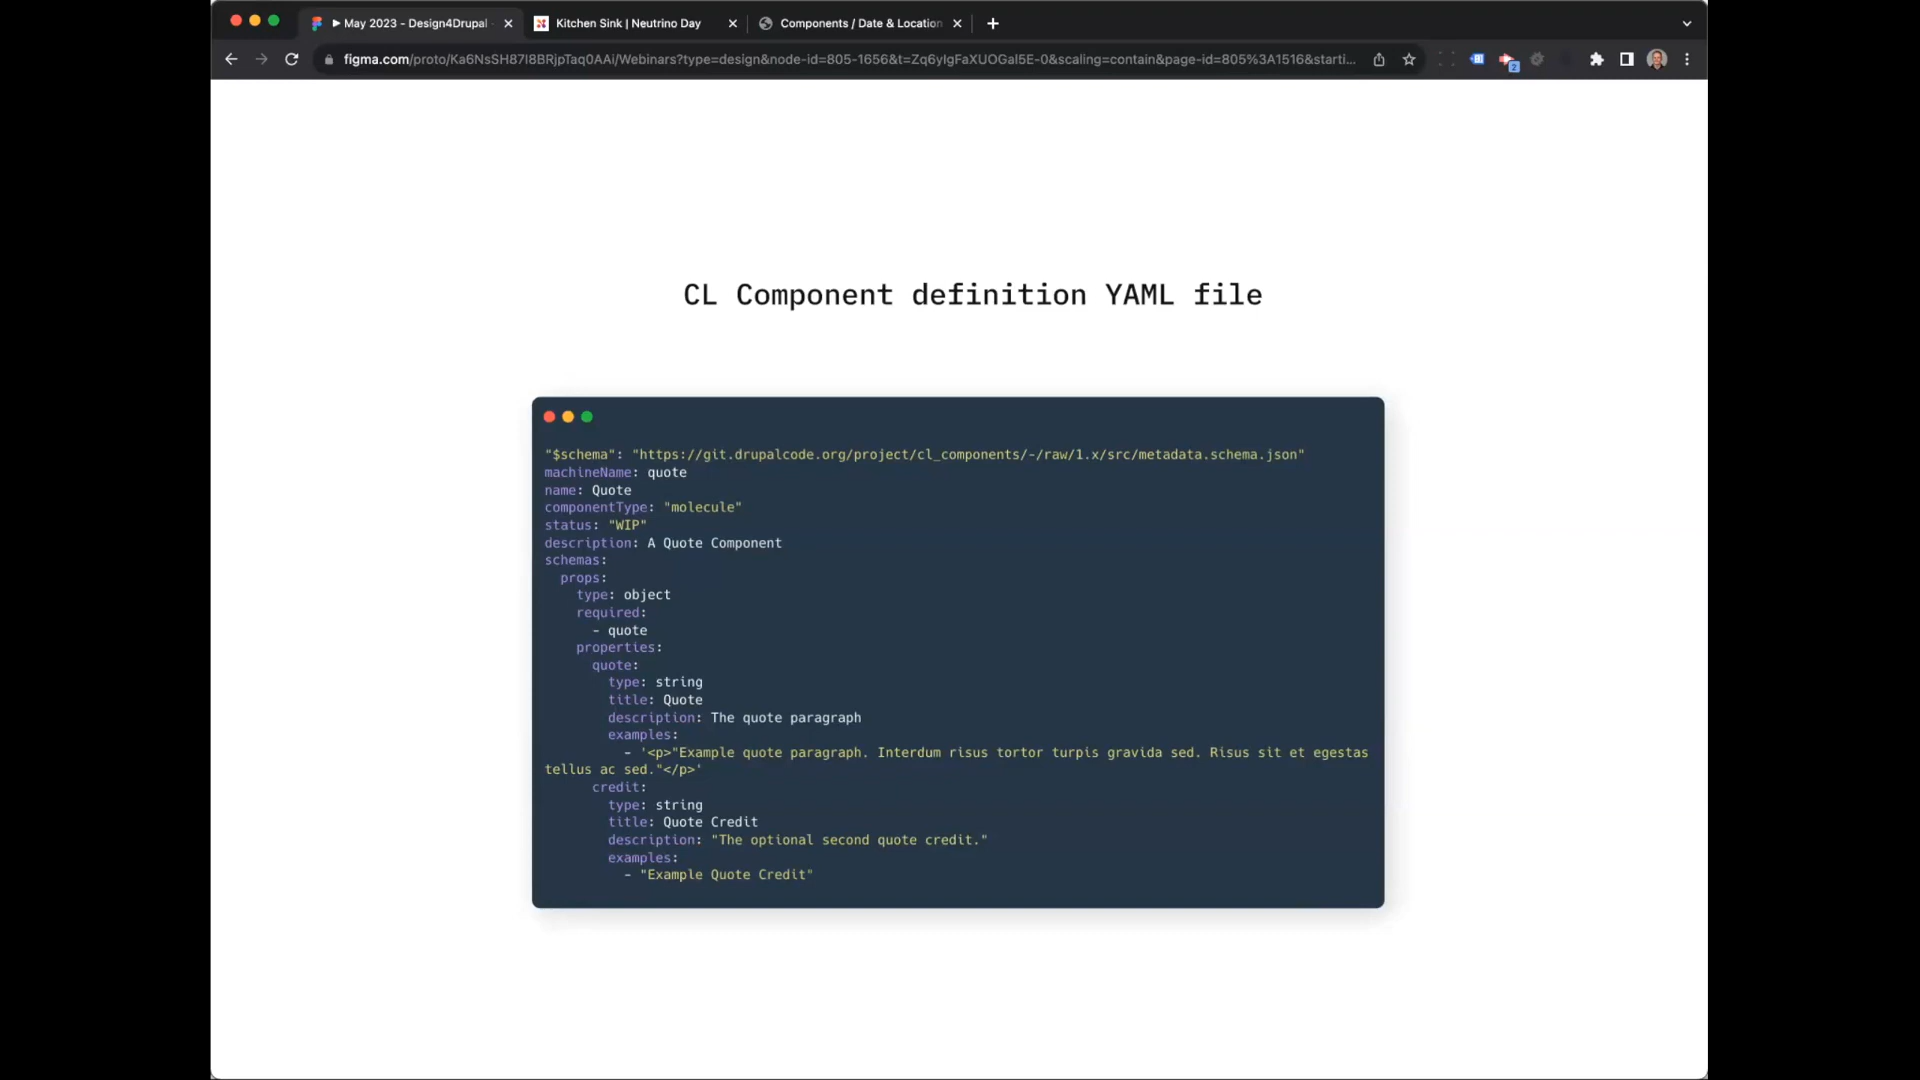 May 2023 - Design4Drupal
Kitchen Sink | Neutrino Day
Components / Date & Location
figma.com/proto/Ka6NsSH87I8BRjpTaq0AAi/Webinars?type=design&node-id=805-1656&t=Zq6yIgFaXUOGal5E-0&scaling=contain&page-id=805%3A1516&starti...
2
CL Component definition YAML file
"$schema": "https://git.drupalcode.org/project/cl_components/-/raw/1.x/src/metadata.schema.json"
machineName: quote
name: Quote
componentType: "molecule"
status: "WIP"
description: A Quote Component
schemas:
  props:
    type: object
    required:
      - quote
    properties:
      quote:
        type: string
        title: Quote
        description: The quote paragraph
        examples:
          - '<p>"Example quote paragraph. Interdum risus tortor turpis gravida sed. Risus sit et egestas
tellus ac sed."</p>'
      credit:
        type: string
        title: Quote Credit
        description: "The optional second quote credit."
        examples:
          - "Example Quote Credit"